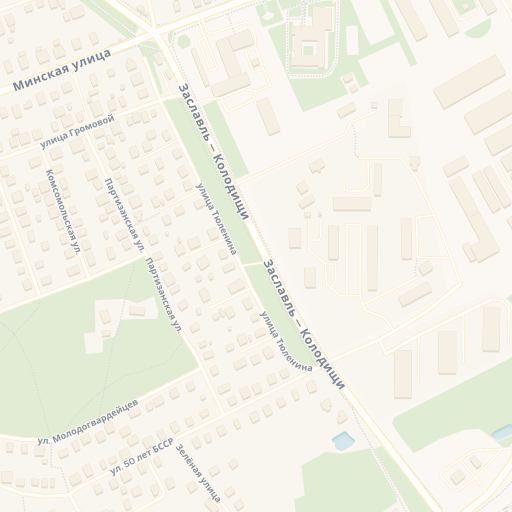 Минская улица
Заславль – Колодищи
улица Громовой
Комсомольская ул.
Партизанская ул.
улица Тюленина
Партизанская ул.
Заславль – Колодищи
улица Тюленина
ул. Молодогвардейцев
ул. 50 лет БССР
Зелёная улица